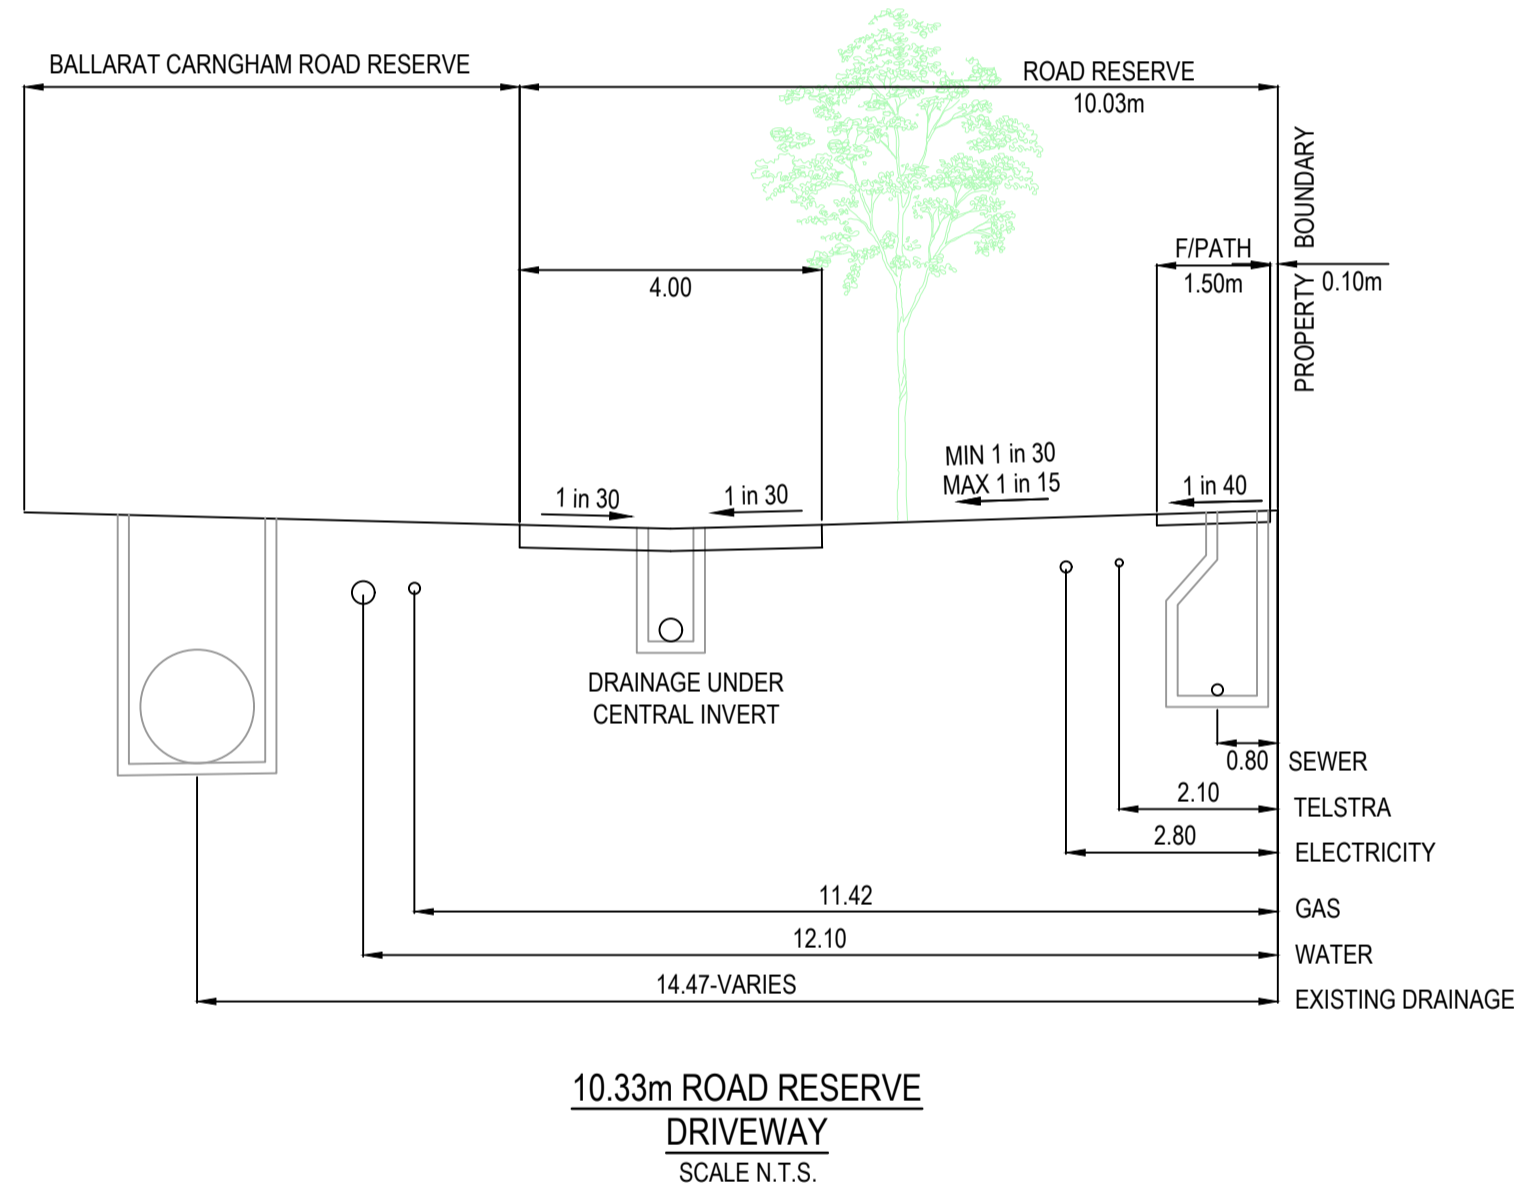 BALLARAT CARNGHAM ROAD RESERVE
ROAD RESERVE
10.03m
PROPERTY BOUNDARY
F/PATH
1.50m
0.10m
4.00
1 in 30
1 in 30
MIN 1 in 30
MAX 1 in 15
1 in 40
DRAINAGE UNDER
CENTRAL INVERT
0.80 SEWER
2.10 TELSTRA
2.80 ELECTRICITY
11.42 GAS
12.10 WATER
14.47-VARIES EXISTING DRAINAGE
10.33m ROAD RESERVE
DRIVEWAY
SCALE N.T.S.